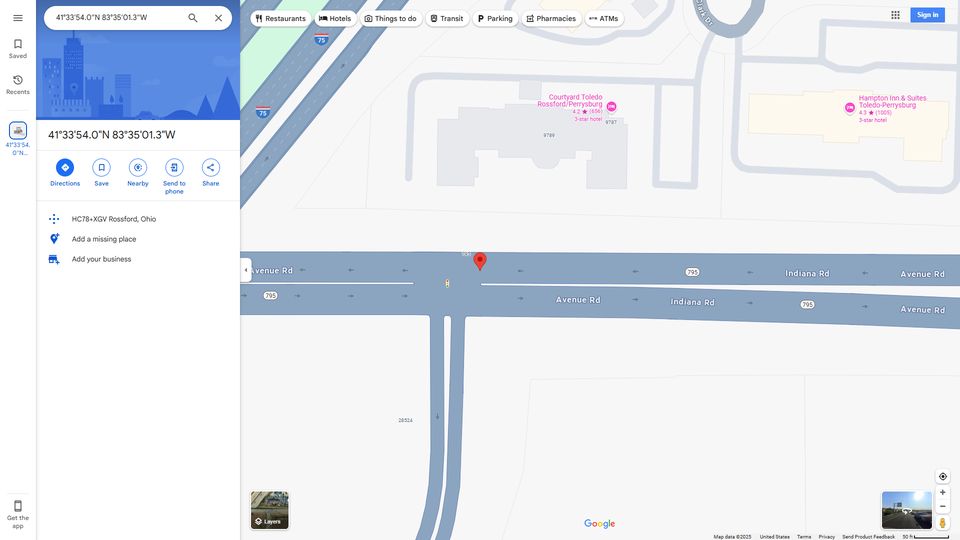 41°33'54.0"N 83°35'01.3"W
Restaurants
Hotels
Things to do
Transit
Parking
Pharmacies
ATMs
Sign in
Saved
Recents
41°33'54.
0"N...
41°33'54.0"N 83°35'01.3"W
Directions
Save
Nearby
Send to
phone
Share
HC78+XGV Rossford, Ohio
Add a missing place
Add your business
Get the
app
75
75
Clark Dr
Courtyard Toledo
Rossford/Perrysburg
4.2 ★ (656)
3-star hotel
9787
9789
Hampton Inn & Suites
Toledo-Perrysburg
4.3 ★ (1005)
3-star hotel
Avenue Rd
795
Indiana Rd
Avenue Rd
795
Avenue Rd
Indiana Rd
795
Avenue Rd
28524
Layers
Google
Map data ©2025
United States
Terms
Privacy
Send Product Feedback
50 ft